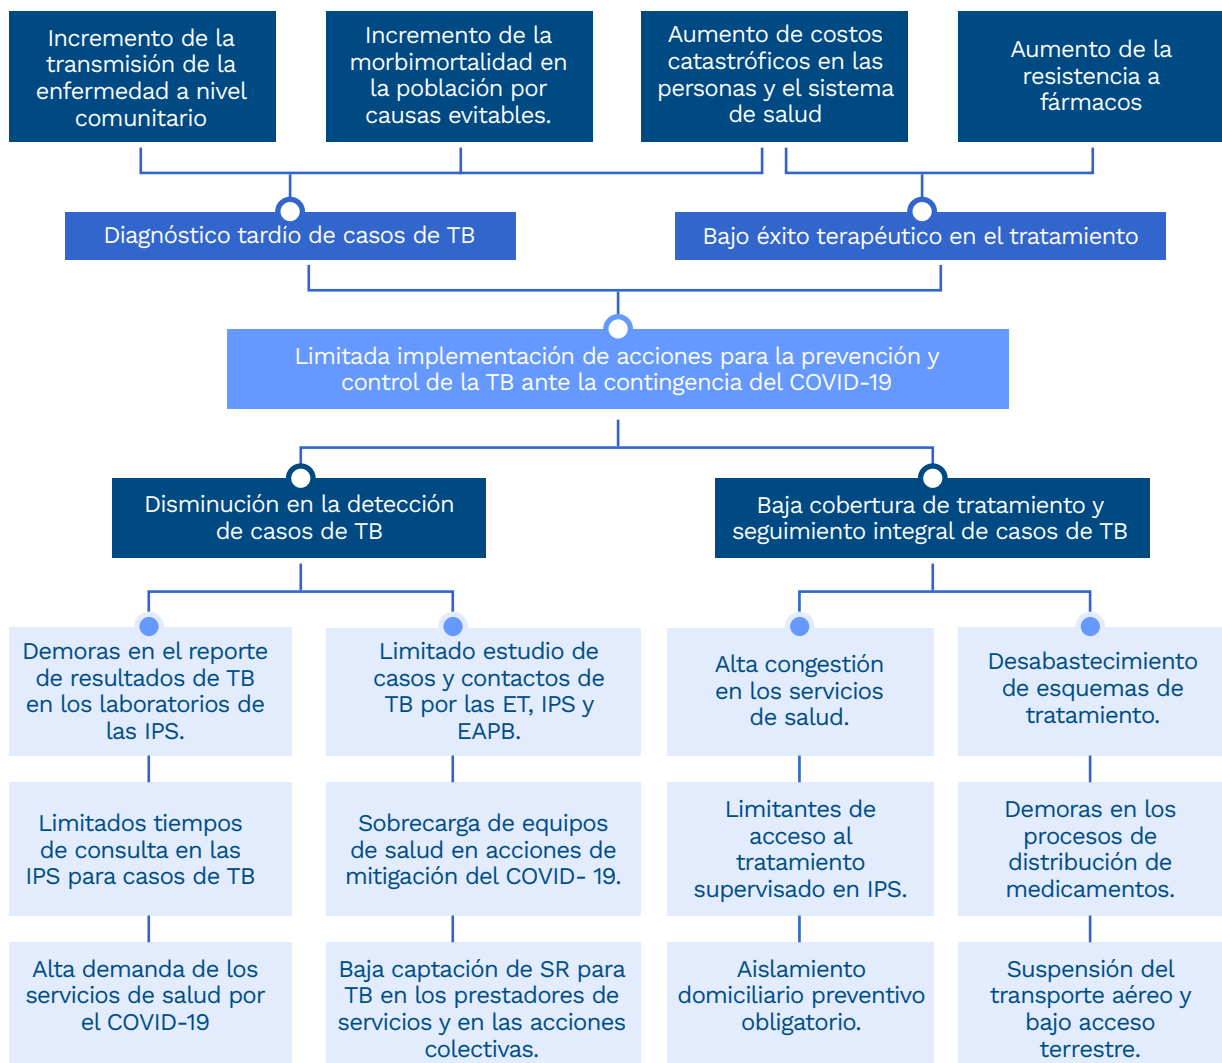 Incremento de la
transmisión de la
enfermedad a nivel
comunitario
Incremento de la
morbimortalidad en
la población por
causas evitables.
Aumento de costos
catastróficos en las
personas y el sistema
de salud
Aumento de la
resistencia a
fármacos
Diagnóstico tardío de casos de TB
Bajo éxito terapéutico en el tratamiento
Limitada implementación de acciones para la prevención y
control de la TB ante la contingencia del COVID-19
Disminución en la detección
de casos de TB
Baja cobertura de tratamiento y
seguimiento integral de casos de TB
Demoras en el reporte
de resultados de TB
en los laboratorios de
las IPS.
Limitado estudio de
casos y contactos de
TB por las ET, IPS y
EAPB.
Alta congestión
en los servicios
de salud.
Desabastecimiento
de esquemas de
tratamiento.
Limitados tiempos
de consulta en las
IPS para casos de TB
Sobrecarga de equipos
de salud en acciones de
mitigación del COVID- 19.
Limitantes de
acceso al
tratamiento
supervisado en IPS.
Demoras en los
procesos de
distribución de
medicamentos.
Alta demanda de los
servicios de salud por
el COVID-19
Baja captación de SR para
TB en los prestadores de
servicios y en las acciones
colectivas.
Aislamiento
domiciliario preventivo
obligatorio.
Suspensión del
transporte aéreo y
bajo acceso
terrestre.